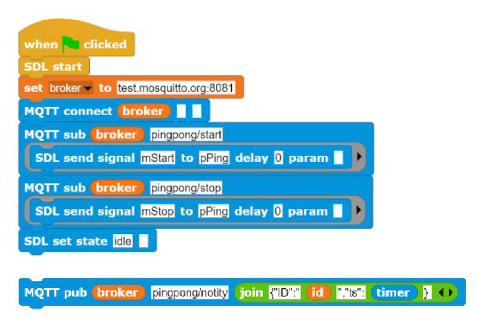 when clicked
SDL start
set broker to test.mosquitto.org:8081
MQTT connect broker
MQTT sub broker pingpong/start
SDL send signal mStart to pPing delay 0 param
MQTT sub broker pingpong/stop
SDL send signal mStop to pPing delay 0 param
SDL set state idle
MQTT pub broker pingpong/notity join {"ID":" id ","ts": timer }